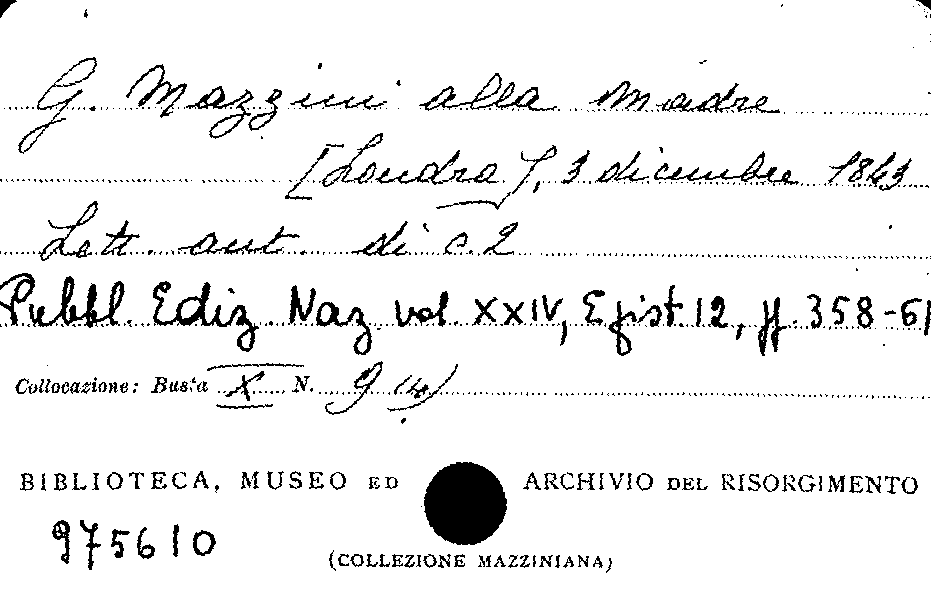 G. Mazzini alla madre
[Londra], 3 dicembre 1843
Lett. aut. di c. 2
Pubbl. Ediz Naz vol. XXIV, Epist. 12, pp. 358-61
Collocazione: Busta X N. 9 (4)
BIBLIOTECA, MUSEO ED ARCHIVIO DEL RISORGIMENTO
975610
(COLLEZIONE MAZZINIANA)